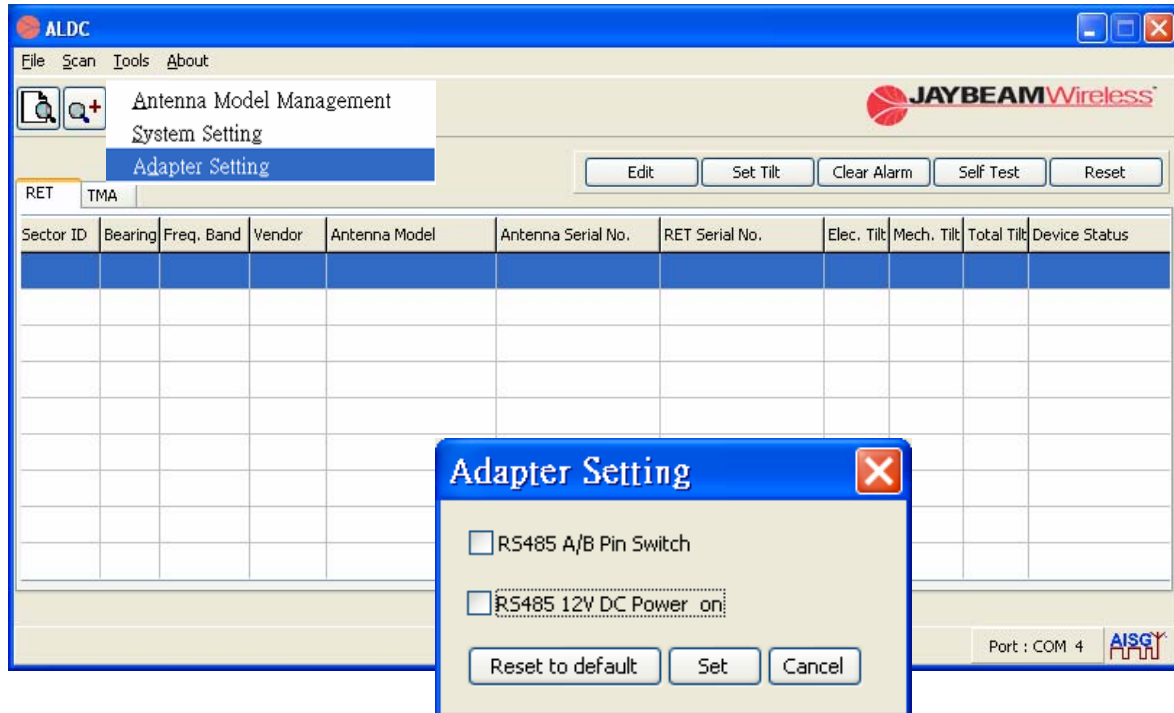 ALDC
File Scan Tools About
Antenna Model Management
System Setting
Adapter Setting
JAYBEAM Wireless
Edit Set Tilt Clear Alarm Self Test Reset
RET TMA
Sector ID Bearing Freq. Band Vendor Antenna Model Antenna Serial No. RET Serial No. Elec. Tilt Mech. Tilt Total Tilt Device Status
Adapter Setting
RS485 A/B Pin Switch
RS485 12V DC Power on
Reset to default Set Cancel
Port : COM 4 AISG